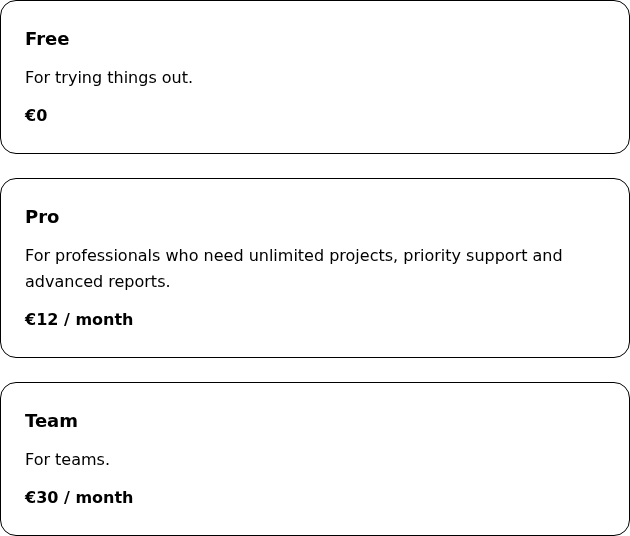 Free
For trying things out.
€0
Pro
For professionals who need unlimited projects, priority support and
advanced reports.
€12 / month
Team
For teams.
€30 / month